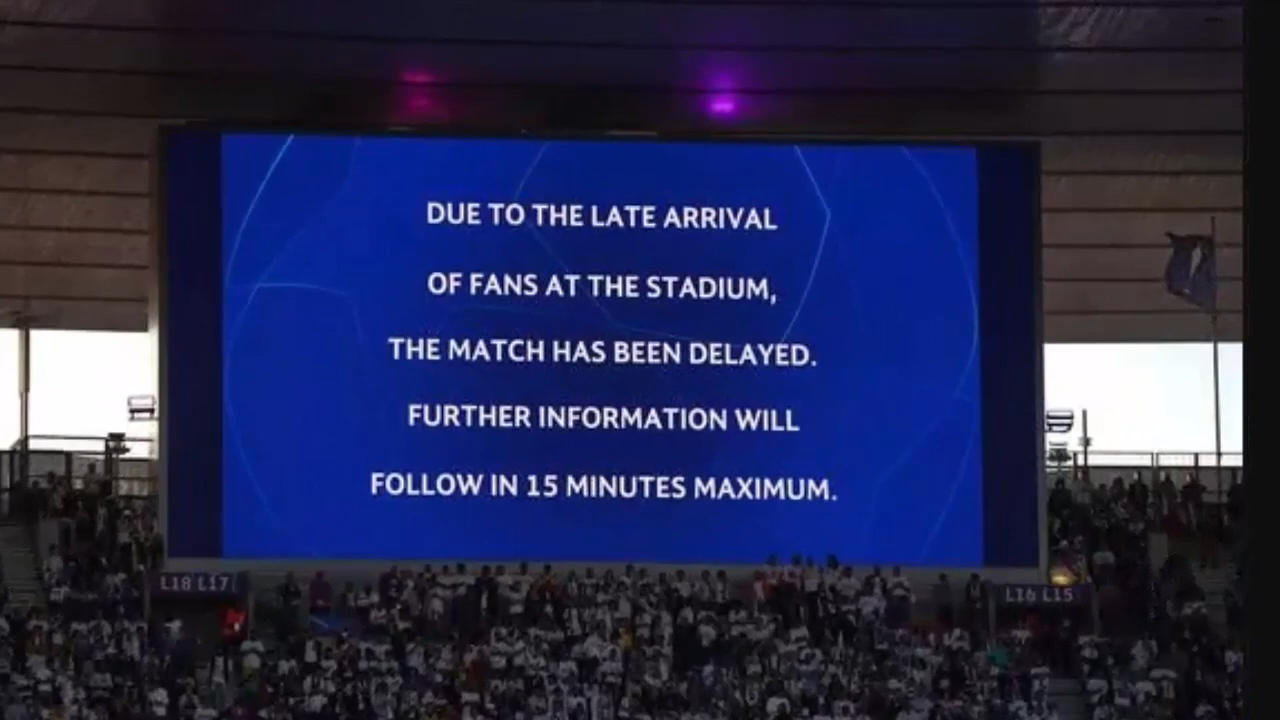 DUE TO THE LATE ARRIVAL
OF FANS AT THE STADIUM,
THE MATCH HAS BEEN DELAYED.
FURTHER INFORMATION WILL
FOLLOW IN 15 MINUTES MAXIMUM.
L18 L17
L16 L15